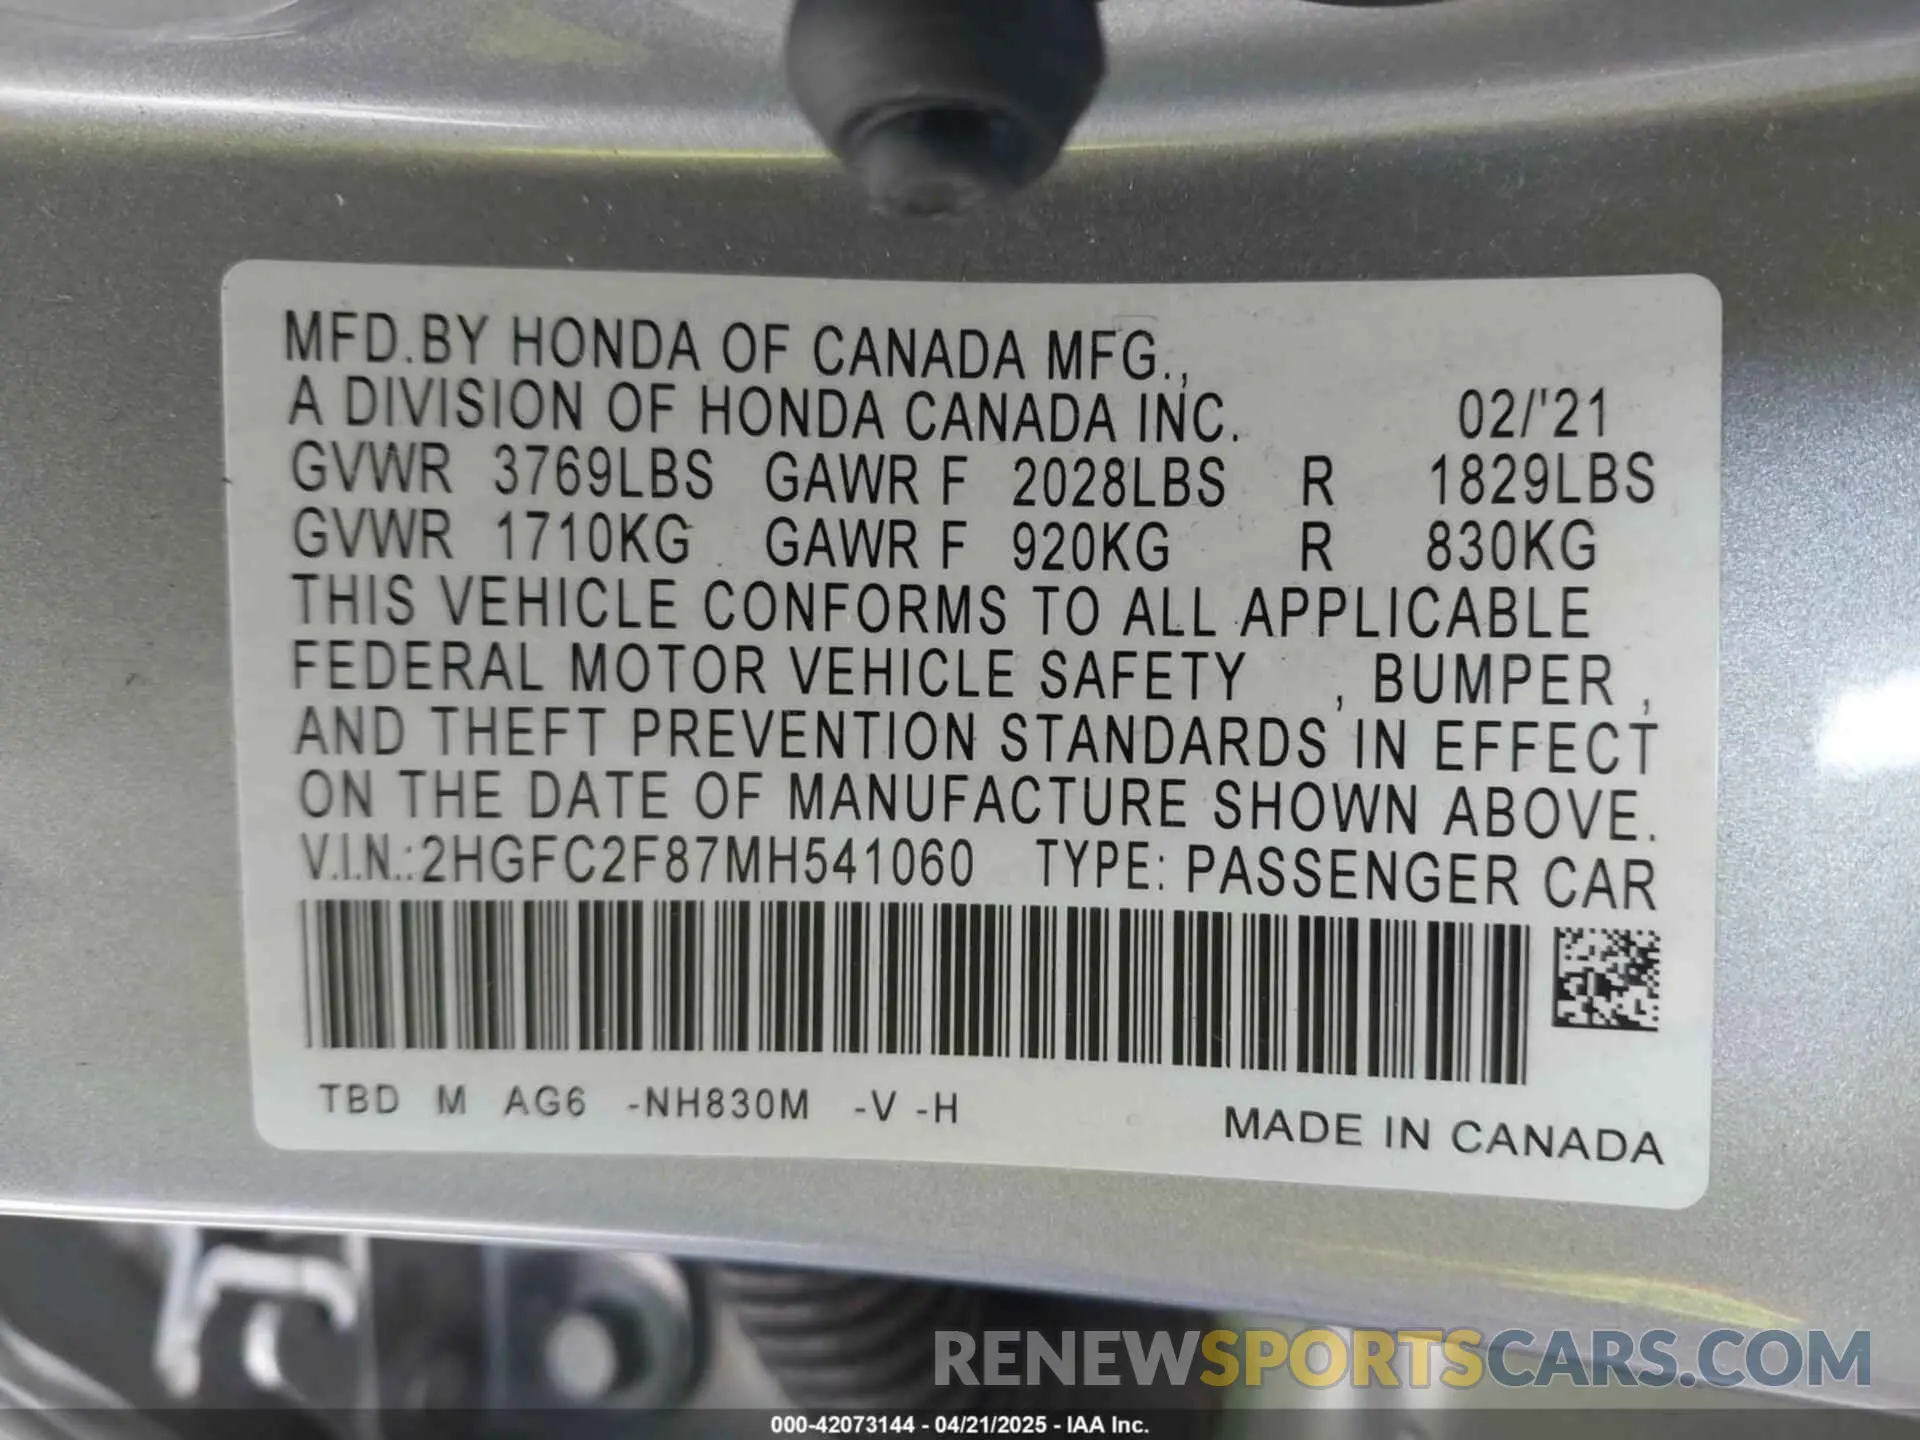 MFD.BY HONDA OF CANADA MFG.,
A DIVISION OF HONDA CANADA INC. 02/'21
GVWR 3769LBS GAWR F 2028LBS R 1829LBS
GVWR 1710KG GAWR F 920KG R 830KG
THIS VEHICLE CONFORMS TO ALL APPLICABLE
FEDERAL MOTOR VEHICLE SAFETY , BUMPER ,
AND THEFT PREVENTION STANDARDS IN EFFECT
ON THE DATE OF MANUFACTURE SHOWN ABOVE.
V.I.N.:2HGFC2F87MH541060 TYPE: PASSENGER CAR
TBD M AG6 -NH830M -V -H MADE IN CANADA
RENEWSPORTSCARS.COM
000-42073144 - 04/21/2025 - IAA Inc.